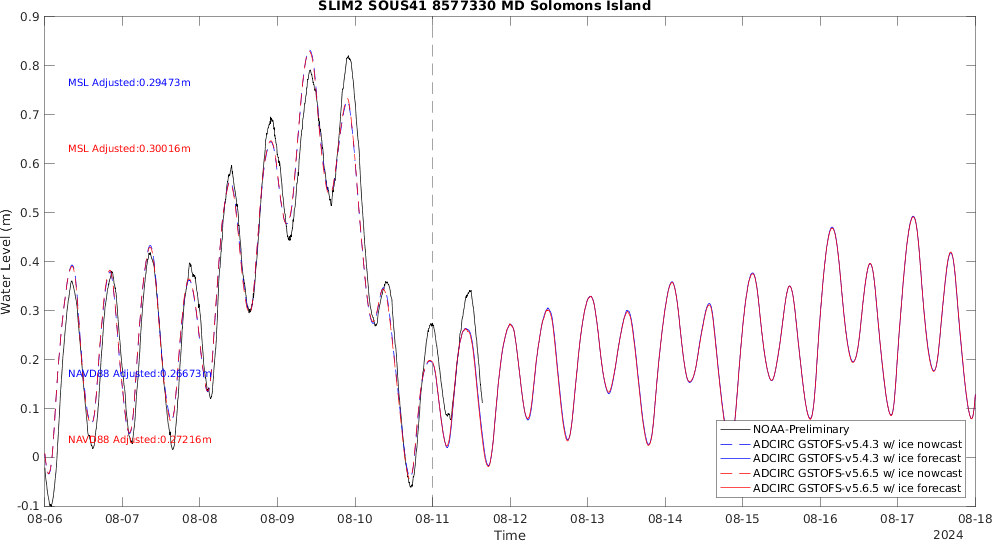 SLIM2 SOUS41 8577330 MD Solomons Island
0.9
0.8
MSL Adjusted:0.29473m
0.7
MSL Adjusted:0.30016m
0.6
0.5
0.4
Water Level (m)
0.3
0.2
NAVD88 Adjusted:0.26673m
0.1
NAVD88 Adjusted:0.27216m
NOAA-Preliminary
ADCIRC GSTOFS-v5.4.3 w/ ice nowcast
0
ADCIRC GSTOFS-v5.4.3 w/ ice forecast
ADCIRC GSTOFS-v5.6.5 w/ ice nowcast
ADCIRC GSTOFS-v5.6.5 w/ ice forecast
-0.1
08-06 08-07 08-08 08-09 08-10 08-11 08-12 08-13 08-14 08-15 08-16 08-17 08-18
Time
2024